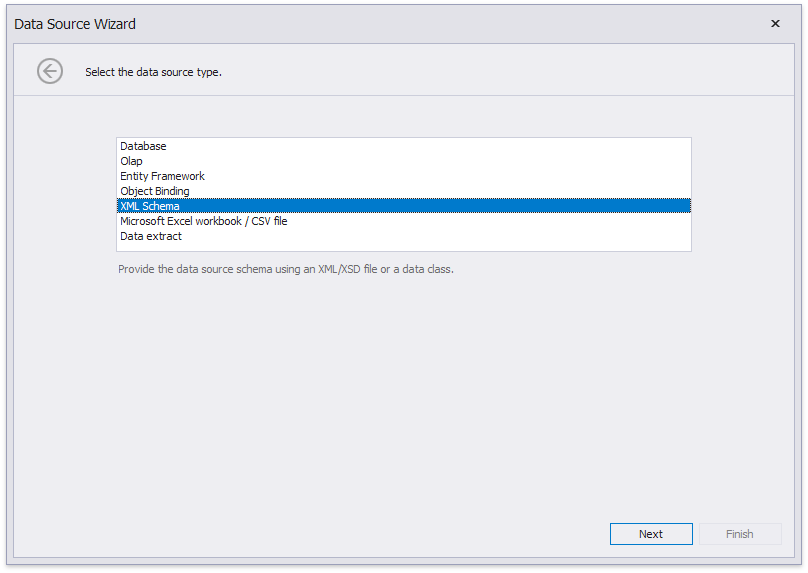 Data Source Wizard
Select the data source type.
Database
Olap
Entity Framework
Object Binding
XML Schema
Microsoft Excel workbook / CSV file
Data extract
Provide the data source schema using an XML/XSD file or a data class.
Next
Finish